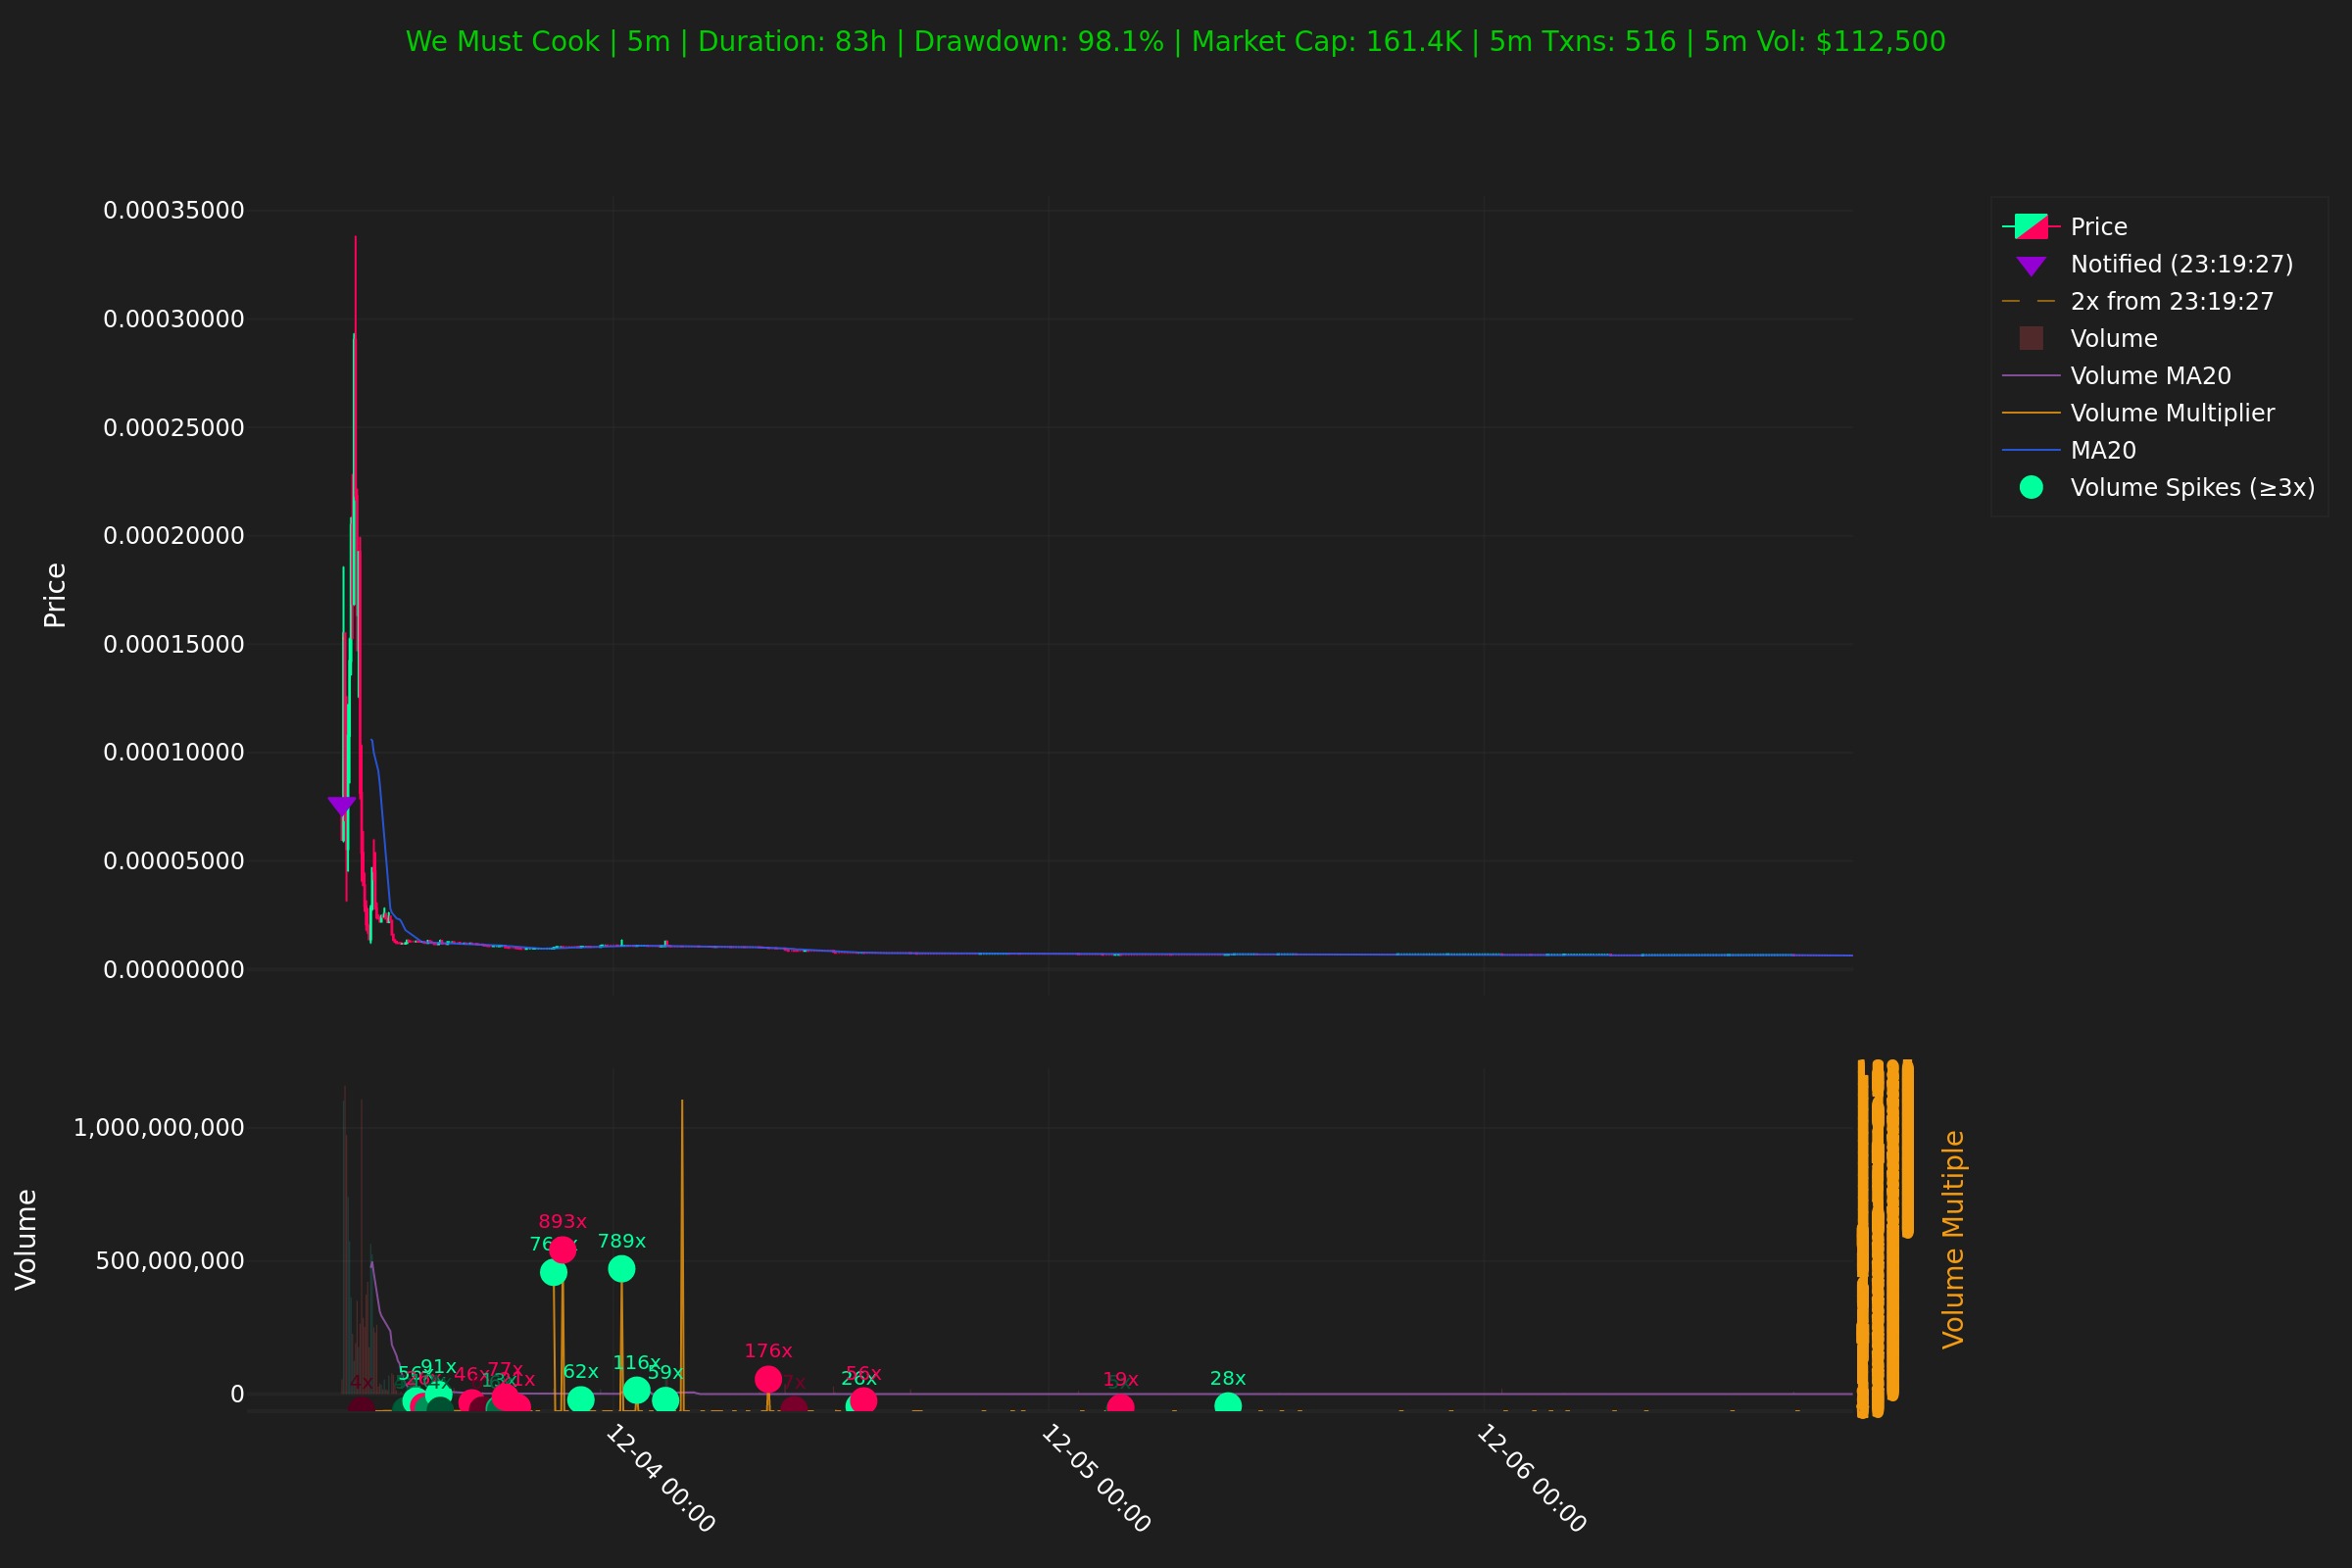 We Must Cook | 5m | Duration: 83h | Drawdown: 98.1% | Market Cap: 161.4K | 5m Txns: 516 | 5m Vol: $112,500
Price
0.00035000
0.00030000
0.00025000
0.00020000
0.00015000
0.00010000
0.00005000
0.00000000
Price
Notified (23:19:27)
2x from 23:19:27
Volume
Volume MA20
Volume Multiplier
MA20
Volume Spikes (≥3x)
Volume
1,000,000,000
500,000,000
0
4x
56x
91x
46x
77x
13x
893x
62x
789x
116x
59x
176x
7x
26x
56x
19x
28x
Volume Multiple
12-04 00:00
12-05 00:00
12-06 00:00